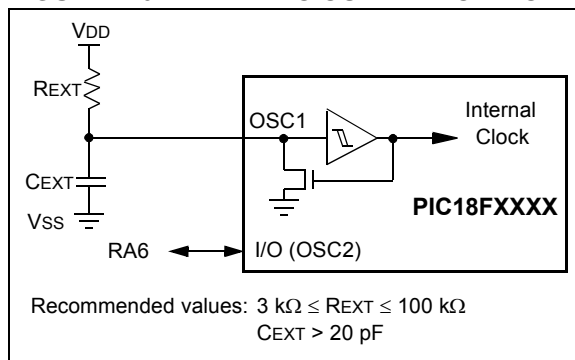 VDD
REXT
OSC1
Internal
Clock
CEXT
PIC18FXXXX
VSS
RA6
I/O (OSC2)
Recommended values: 3 kΩ ≤ REXT ≤ 100 kΩ
CEXT > 20 pF